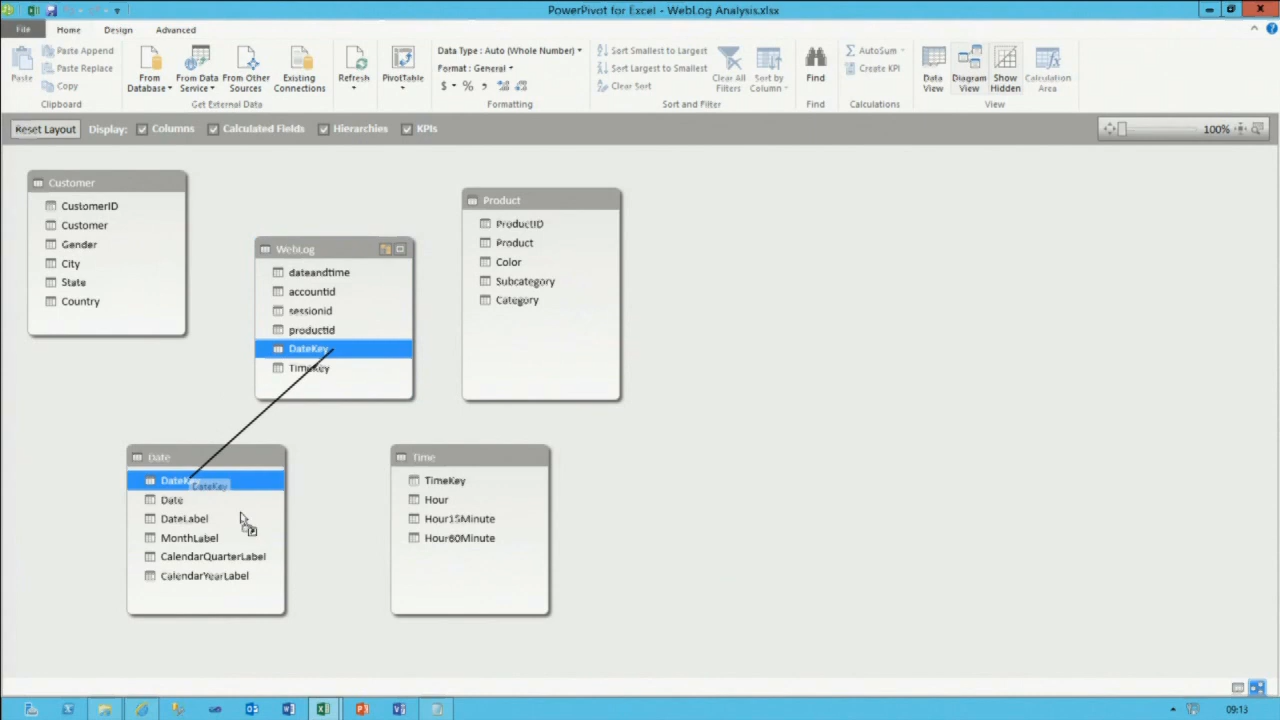 PowerPivot for Excel - WebLog Analysis.xlsx
File Home Design Advanced
Paste
Paste Append
Paste Replace
Copy
Clipboard
From Database
From Data Service
From Other Sources
Existing Connections
Get External Data
Refresh
PivotTable
Data Type : Auto (Whole Number)
Format : General
$ % ,
Formatting
Sort Smallest to Largest
Sort Largest to Smallest
Clear Sort
Clear All Filters
Sort by Column
Sort and Filter
Find
Find
AutoSum
Create KPI
Calculations
Data View
Diagram View
Show Hidden
Calculation Area
View
Reset Layout Display: Columns Calculated Fields Hierarchies KPIs 100%
Customer
CustomerID
Customer
Gender
City
State
Country
WebLog
dateandtime
accountid
sessionid
productid
DateKey
TimeKey
Product
ProductID
Product
Color
Subcategory
Category
Date
DateKey
DateKey
Date
DateLabel
MonthLabel
CalendarQuarterLabel
CalendarYearLabel
Time
TimeKey
Hour
Hour15Minute
Hour60Minute
09:13